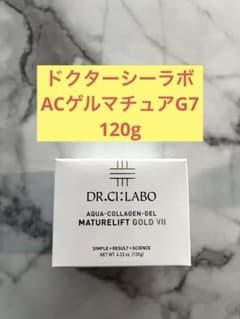 ドクターシーラボ
ACゲルマチュアG7
120g
DR.CI:LABO
AQUA-COLLAGEN-GEL
MATURELIFT GOLD VII
SIMPLE + RESULT = SCIENCE
NET WT. 4.23 oz. (120g)